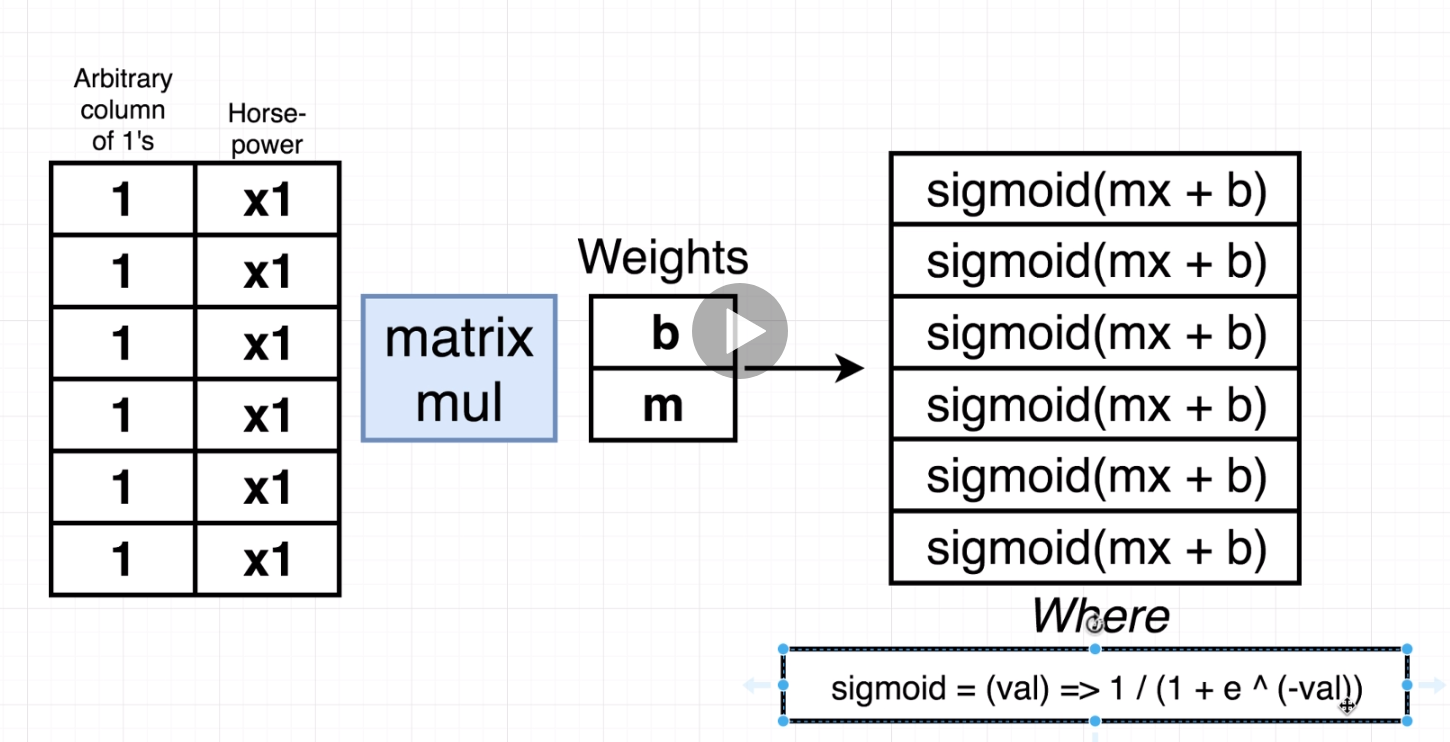 Arbitrary
column
of 1's
Horse-
power
1 x1
1 x1
1 x1
1 x1
1 x1
1 x1
matrix
mul
Weights
b
m
sigmoid(mx + b)
sigmoid(mx + b)
sigmoid(mx + b)
sigmoid(mx + b)
sigmoid(mx + b)
sigmoid(mx + b)
Where
sigmoid = (val) => 1 / (1 + e ^ (-val))